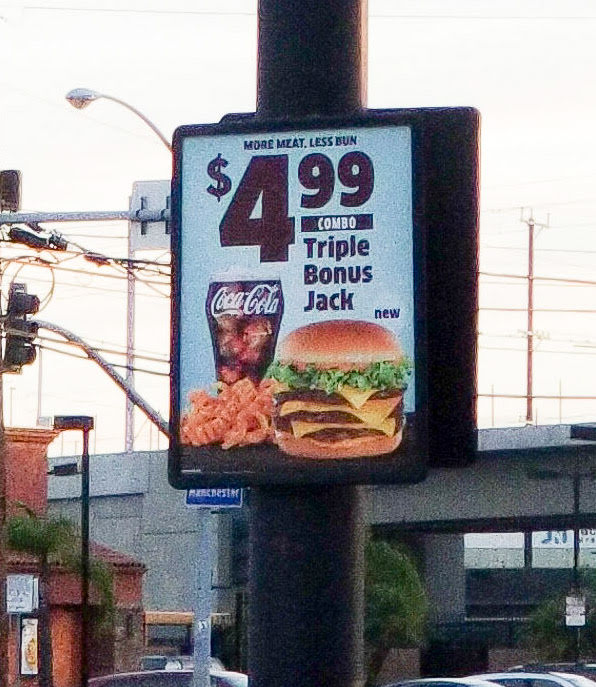 MORE MEAT, LESS BUN
$4.99
COMBO
Triple
Bonus
Jack
new
Coca-Cola
Manchester